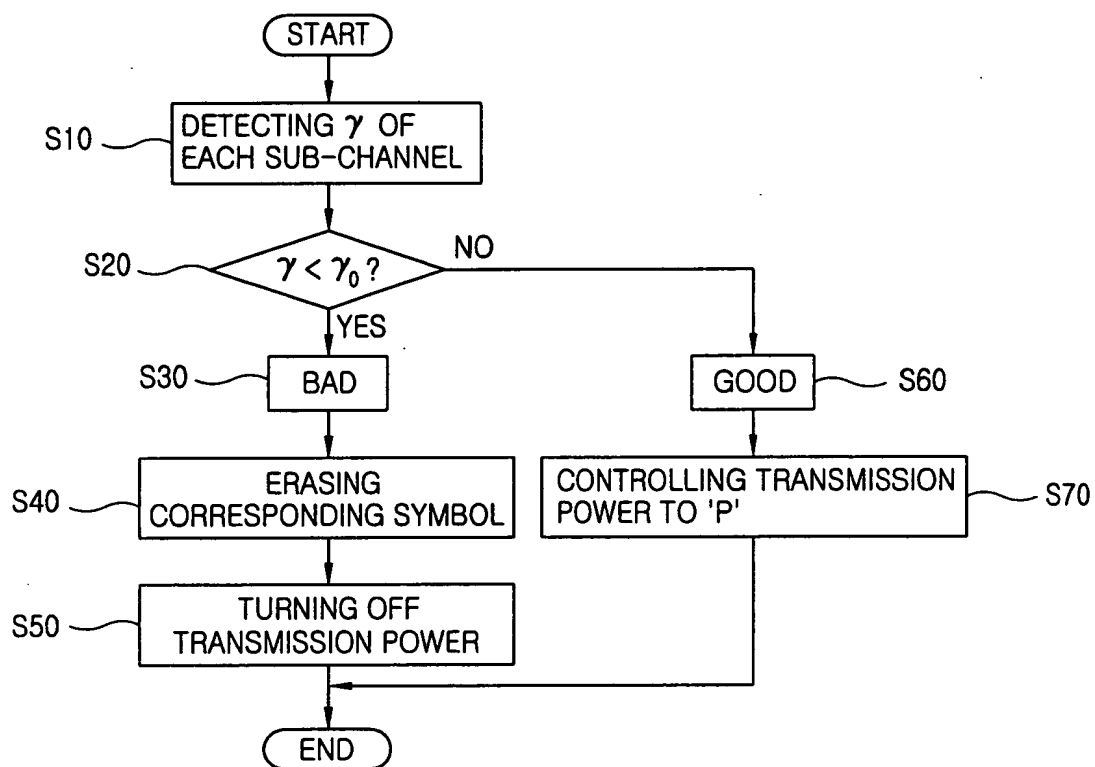 START
S10
DETECTING γ OF
EACH SUB-CHANNEL
S20
γ < γ₀ ?
NO
YES
S30
BAD
GOOD
S60
S40
ERASING
CORRESPONDING SYMBOL
CONTROLLING TRANSMISSION
POWER TO 'P'
S70
S50
TURNING OFF
TRANSMISSION POWER
END